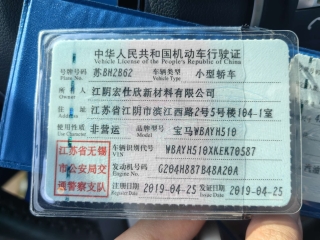 中华人民共和国机动车行驶证
Vehicle License of the People's Republic of China
号牌号码 苏BH2B62 车辆类型 小型轿车
Plate No. Vehicle Type
所有人 江阴宏仕欣新材料有限公司
Owner
住址 江苏省江阴市滨江西路2号5号楼104-1室
Address
使用性质 非营运 品牌型号 宝马WBAYH510
Use Character Model
江苏省无锡
市公安局交
通警察支队
车辆识别代号 WBAYH510XKEK70587
VIN
发动机号码 G204H887B48A20A
Engine No.
注册日期 2019-04-25 发证日期 2019-04-25
Register Date Issue Date